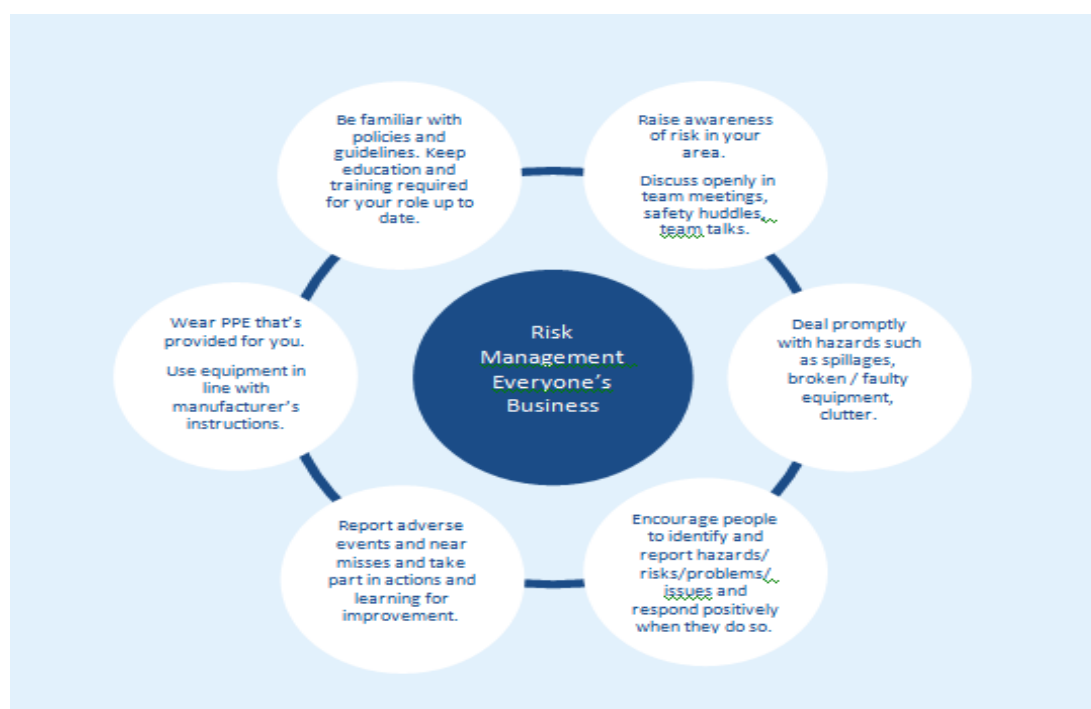 Be familiar with
policies and
guidelines. Keep
education and
training required
for your role up to
date.
Raise awareness
of risk in your
area.
Discuss openly in
team meetings,
safety huddles,
team talks.
Wear PPE that's
provided for you.
Use equipment in
line with
manufacturer's
instructions.
Risk
Management
Everyone's
Business
Deal promptly
with hazards such
as spillages,
broken / faulty
equipment,
clutter.
Report adverse
events and near
misses and take
part in actions and
learning for
improvement.
Encourage people
to identify and
report hazards/
risks/problems/
issues and
respond positively
when they do so.